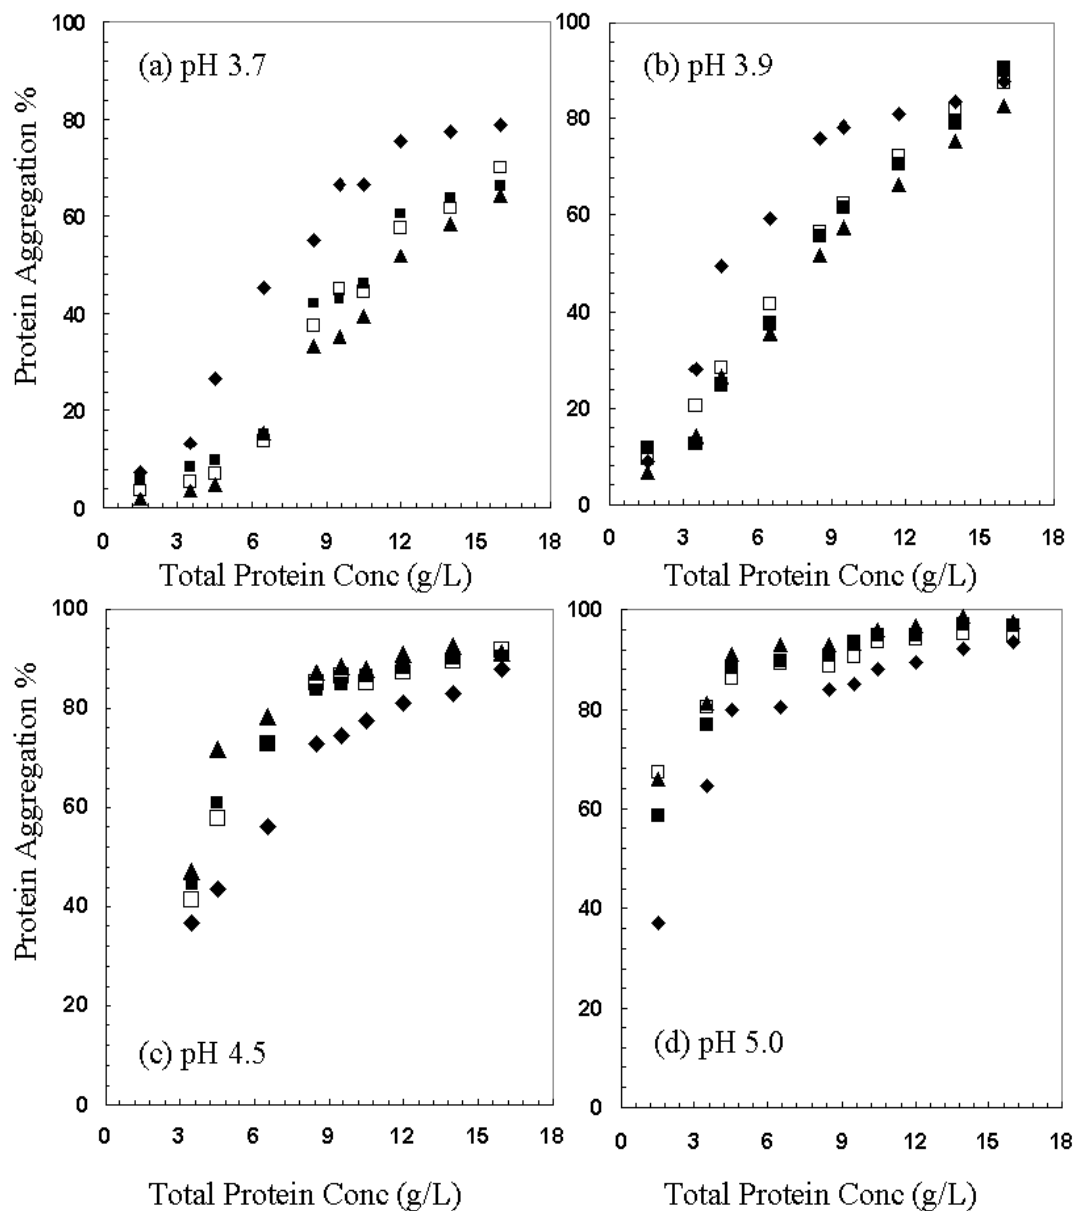 (a) pH 3.7
Protein Aggregation %
100
80
60
40
20
0
0 3 6 9 12 15 18
Total Protein Conc (g/L)
(b) pH 3.9
100
80
60
40
20
0
0 3 6 9 12 15 18
Total Protein Conc (g/L)
(c) pH 4.5
Protein Aggregation %
100
80
60
40
20
0
0 3 6 9 12 15 18
Total Protein Conc (g/L)
(d) pH 5.0
100
80
60
40
20
0
0 3 6 9 12 15 18
Total Protein Conc (g/L)